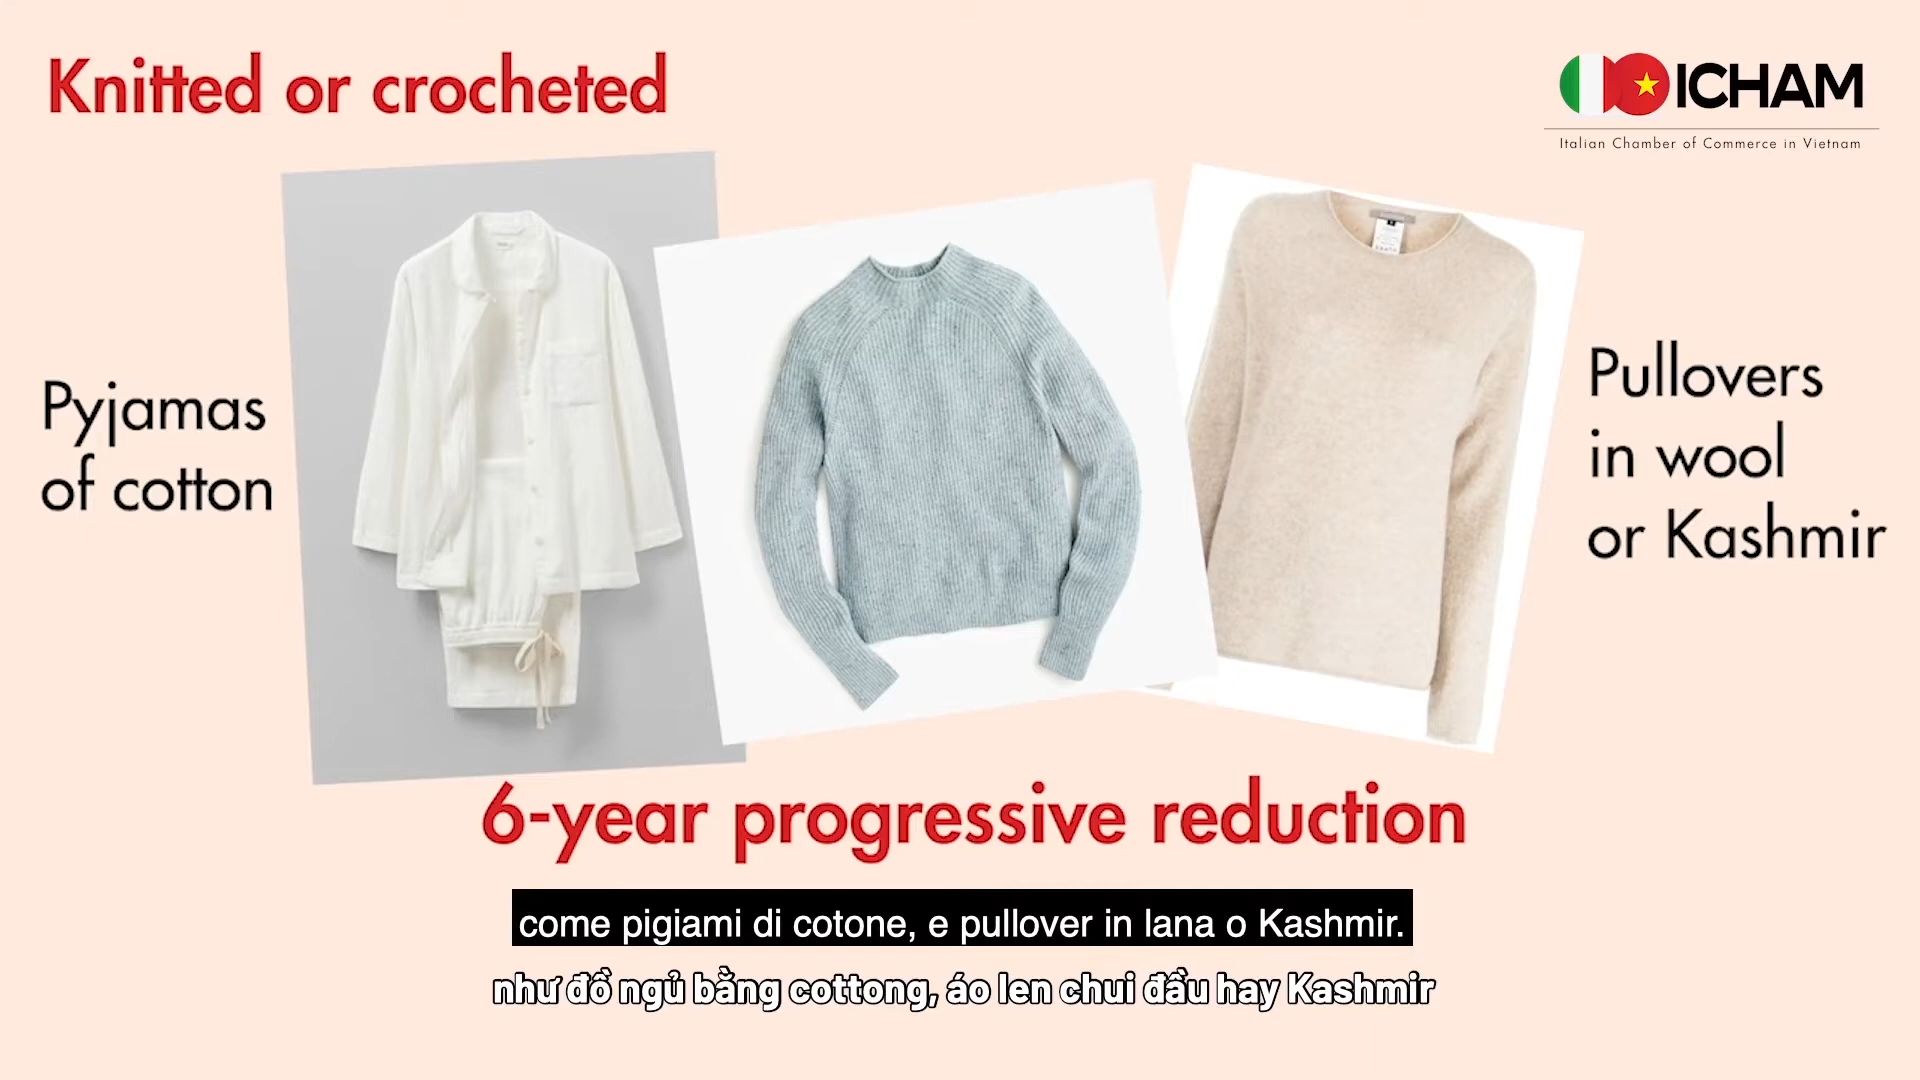 Knitted or crocheted
ICHAM
Italian Chamber of Commerce in Vietnam
Pyjamas
of cotton
Pullovers
in wool
or Kashmir
6-year progressive reduction
come pigiami di cotone, e pullover in lana o Kashmir.
như đồ ngủ bằng cottong, áo len chui đầu hay Kashmir